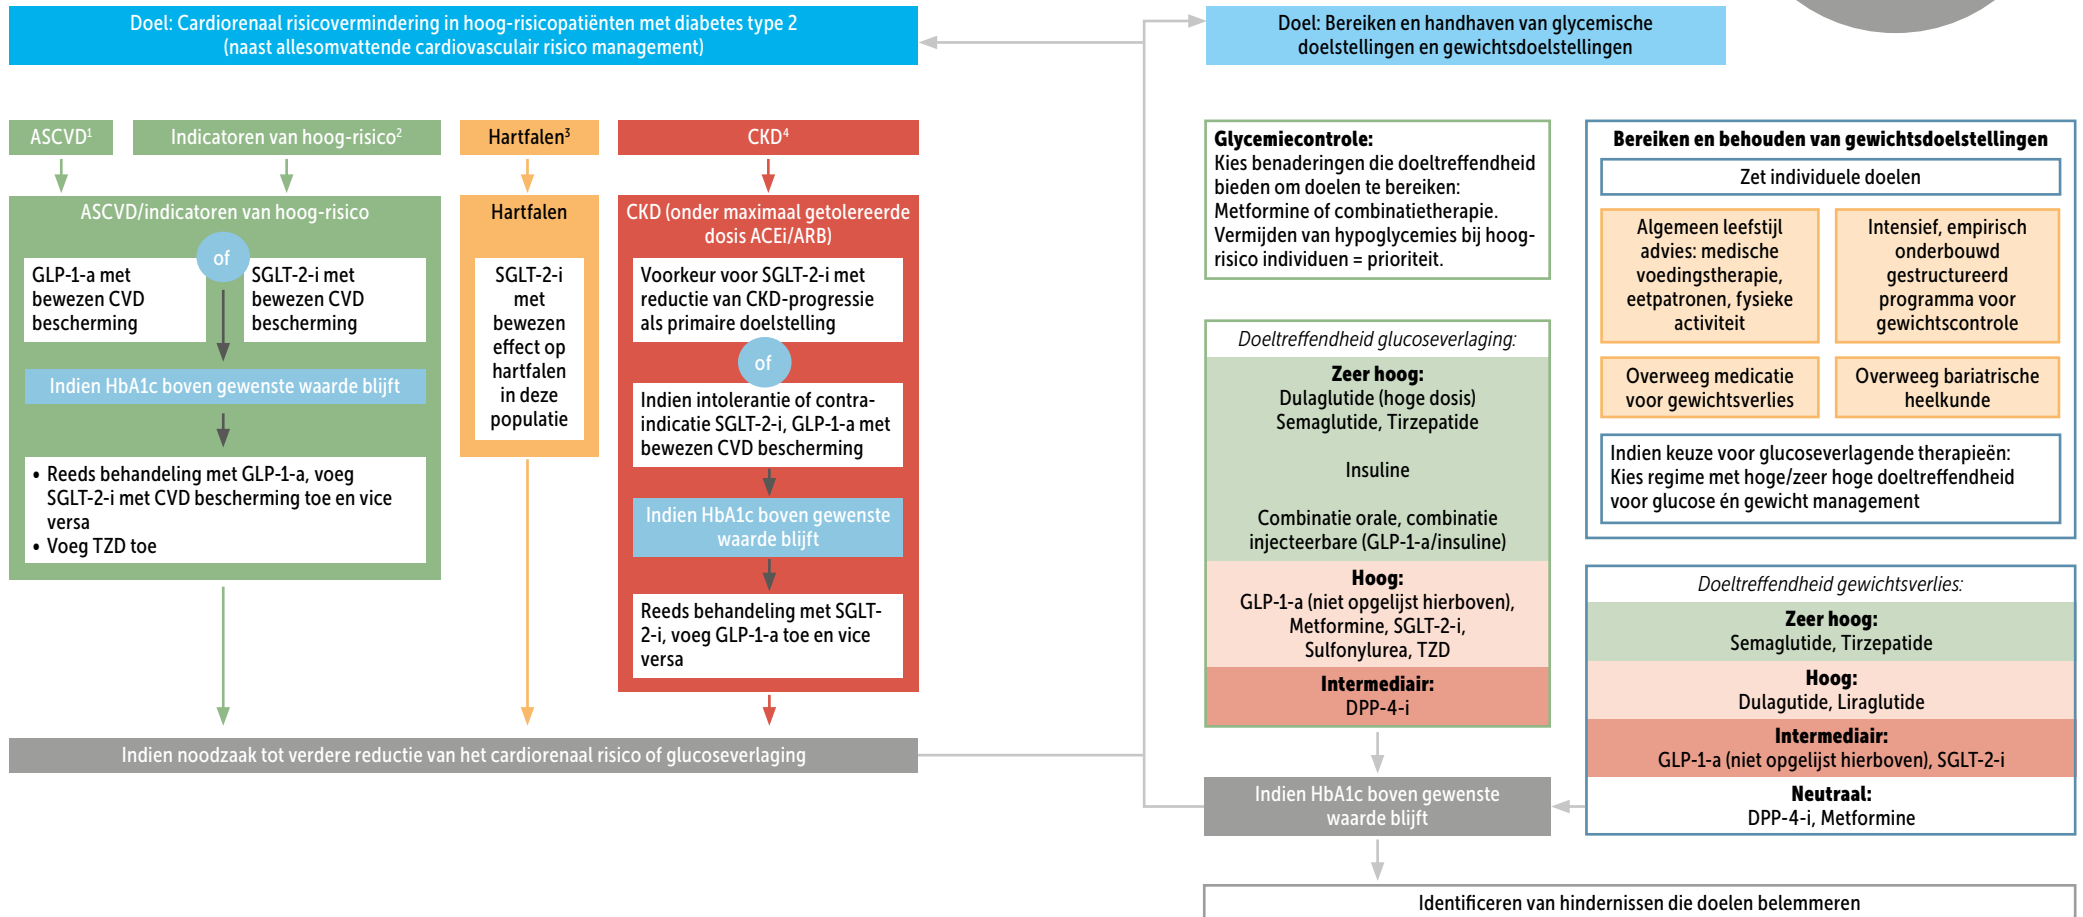 Doel: Cardiorenaal risicovermindering in hoog-risicopatiënten met diabetes type 2
(naast allesomvattende cardiovasculair risico management)
Doel: Bereiken en handhaven van glycemische
doelstellingen en gewichtsdoelstellingen
ASCVD¹
Indicatoren van hoog-risico²
Hartfalen³
CKD⁴
ASCVD/indicatoren van hoog-risico
of
GLP-1-a met
bewezen CVD
bescherming
SGLT-2-i met
bewezen CVD
bescherming
Indien HbA1c boven gewenste waarde blijft
• Reeds behandeling met GLP-1-a, voeg
SGLT-2-i met CVD bescherming toe en vice
versa
• Voeg TZD toe
Hartfalen
SGLT-2-i
met
bewezen
effect op
hartfalen
in deze
populatie
CKD (onder maximaal getolereerde
dosis ACEi/ARB)
Voorkeur voor SGLT-2-i met
reductie van CKD-progressie
als primaire doelstelling
of
Indien intolerantie of contra-
indicatie SGLT-2-i, GLP-1-a met
bewezen CVD bescherming
Indien HbA1c boven gewenste
waarde blijft
Reeds behandeling met SGLT-
2-i, voeg GLP-1-a toe en vice
versa
Indien noodzaak tot verdere reductie van het cardiorenaal risico of glucoseverlaging
Glycemiecontrole:
Kies benaderingen die doeltreffendheid
bieden om doelen te bereiken:
Metformine of combinatietherapie.
Vermijden van hypoglycemies bij hoog-
risico individuen = prioriteit.
Doeltreffendheid glucoseverlaging:
Zeer hoog:
Dulaglutide (hoge dosis)
Semaglutide, Tirzepatide
Insuline
Combinatie orale, combinatie
injecteerbare (GLP-1-a/insuline)
Hoog:
GLP-1-a (niet opgelijst hierboven),
Metformine, SGLT-2-i,
Sulfonylurea, TZD
Intermediair:
DPP-4-i
Indien HbA1c boven gewenste
waarde blijft
Bereiken en behouden van gewichtsdoelstellingen
Zet individuele doelen
Algemeen leefstijl
advies: medische
voedingstherapie,
eetpatronen, fysieke
activiteit
Intensief, empirisch
onderbouwd
gestructureerd
programma voor
gewichtscontrole
Overweeg medicatie
voor gewichtsverlies
Overweeg bariatrische
heelkunde
Indien keuze voor glucoseverlagende therapieën:
Kies regime met hoge/zeer hoge doeltreffendheid
voor glucose én gewicht management
Doeltreffendheid gewichtsverlies:
Zeer hoog:
Semaglutide, Tirzepatide
Hoog:
Dulagutide, Liraglutide
Intermediair:
GLP-1-a (niet opgelijst hierboven), SGLT-2-i
Neutraal:
DPP-4-i, Metformine
Identificeren van hindernissen die doelen belemmeren